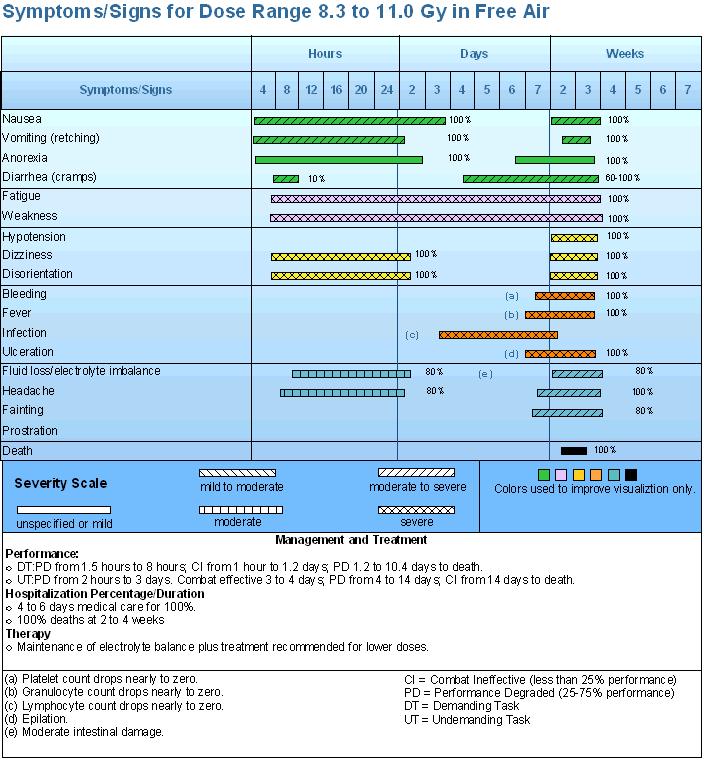 Symptoms/Signs for Dose Range 8.3 to 11.0 Gy in Free Air
Hours Days Weeks
Symptoms/Signs 4 8 12 16 20 24 2 3 4 5 6 7 2 3 4 5 6 7
Nausea 100% 100%
Vomiting (retching) 100% 100%
Anorexia 100% 100%
Diarrhea (cramps) 10% 60-100%
Fatigue 100%
Weakness 100%
Hypotension 100%
Dizziness 100% 100%
Disorientation 100% 100%
Bleeding (a) 100%
Fever (b) 100%
Infection (c)
Ulceration (d) 100%
Fluid loss/electrolyte imbalance 80% (e) 80%
Headache 80% 100%
Fainting 80%
Prostration
Death 100%
Severity Scale
mild to moderate moderate to severe
unspecified or mild moderate severe
Colors used to improve visualiztion only.
Management and Treatment
Performance:
DT:PD from 1.5 hours to 8 hours; CI from 1 hour to 1.2 days; PD 1.2 to 10.4 days to death.
UT:PD from 2 hours to 3 days. Combat effective 3 to 4 days; PD from 4 to 14 days; CI from 14 days to death.
Hospitalization Percentage/Duration
4 to 6 days medical care for 100%.
100% deaths at 2 to 4 weeks
Therapy
Maintenance of electrolyte balance plus treatment recommended for lower doses.
(a) Platelet count drops nearly to zero.
(b) Granulocyte count drops nearly to zero.
(c) Lymphocyte count drops nearly to zero.
(d) Epilation.
(e) Moderate intestinal damage.
CI = Combat Ineffective (less than 25% performance)
PD = Performance Degraded (25-75% performance)
DT = Demanding Task
UT = Undemanding Task